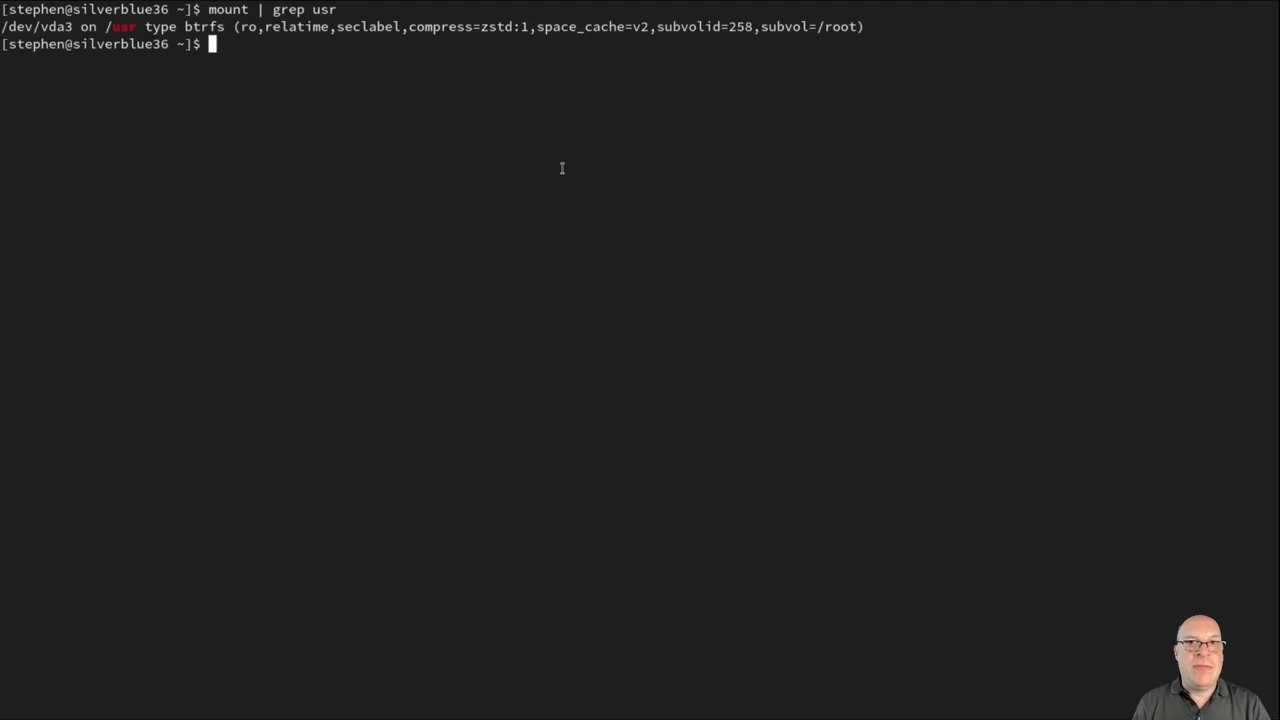 [stephen@silverblue36 ~]$ mount | grep usr
/dev/vda3 on /usr type btrfs (ro,relatime,seclabel,compress=zstd:1,space_cache=v2,subvolid=258,subvol=/root)
[stephen@silverblue36 ~]$